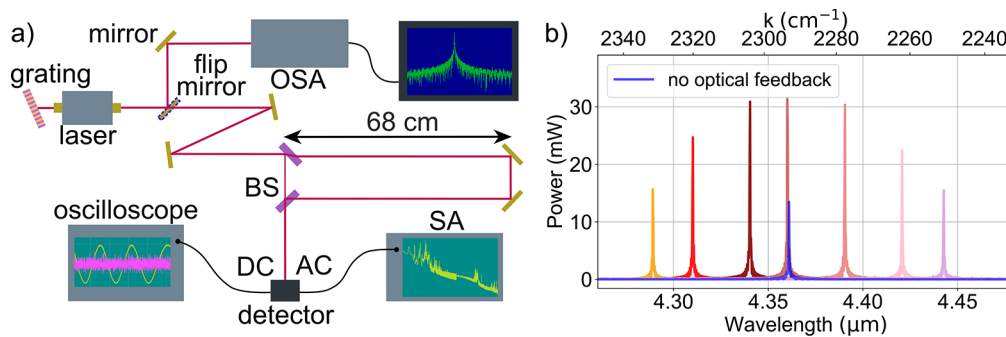 a)
mirror
grating
flip
mirror
laser
OSA
68 cm
BS
oscilloscope
SA
DC
AC
detector
b)
k (cm⁻¹)
2340
2320
2300
2280
2260
2240
no optical feedback
Power (mW)
30
20
10
0
4.30
4.35
4.40
4.45
Wavelength (μm)